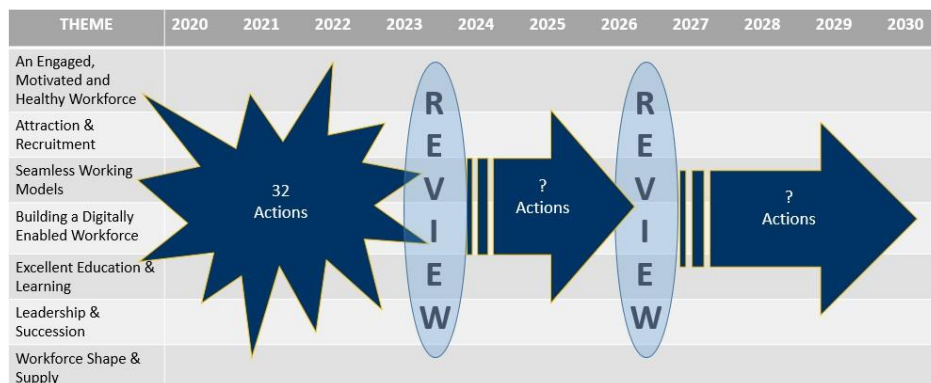 THEME 2020 2021 2022 2023 2024 2025 2026 2027 2028 2029 2030
An Engaged,
Motivated and
Healthy Workforce
Attraction &
Recruitment
Seamless Working
Models
Building a Digitally
Enabled Workforce
Excellent Education &
Learning
Leadership &
Succession
Workforce Shape &
Supply
32
Actions
R
E
V
I
E
W
?
Actions
R
E
V
I
E
W
?
Actions